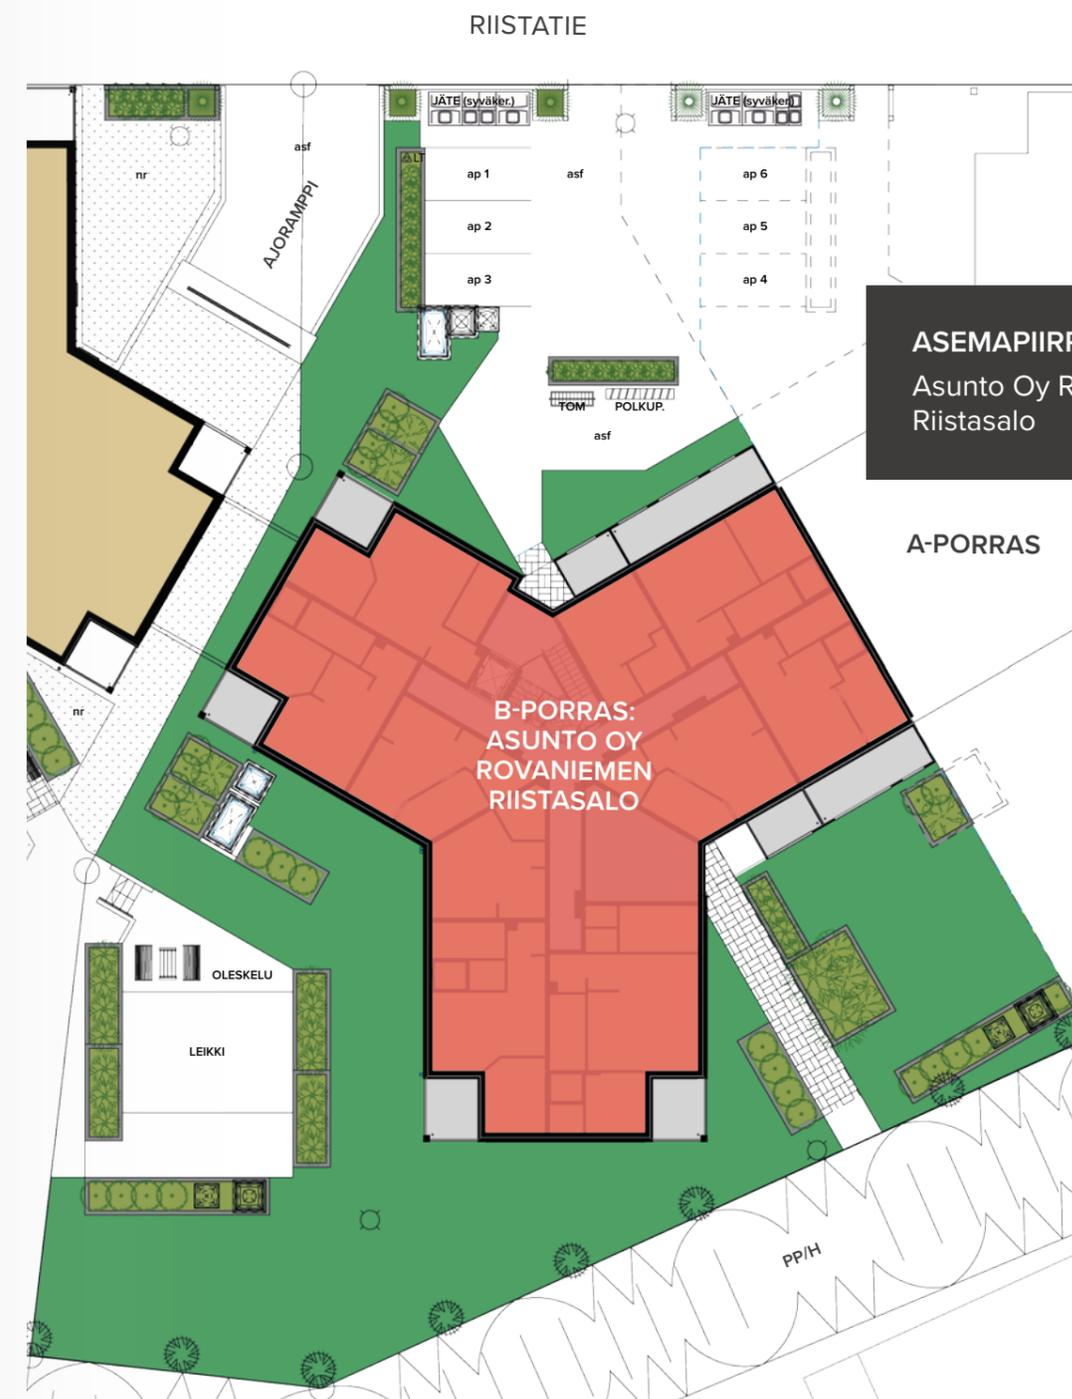 RIISTATIE
JÄTE (syväker.)
JÄTE (syväker.)
asf
nr
LT
ap 1
asf
ap 6
AJORAMPPI
ap 2
ap 5
ap 3
ap 4
ASEMAPIIRR
Asunto Oy R
Riistasalo
TOM
POLKUP.
asf
A-PORRAS
B-PORRAS:
ASUNTO OY
ROVANIEMEN
RIISTASALO
nr
OLESKELU
LEIKKI
PP/H